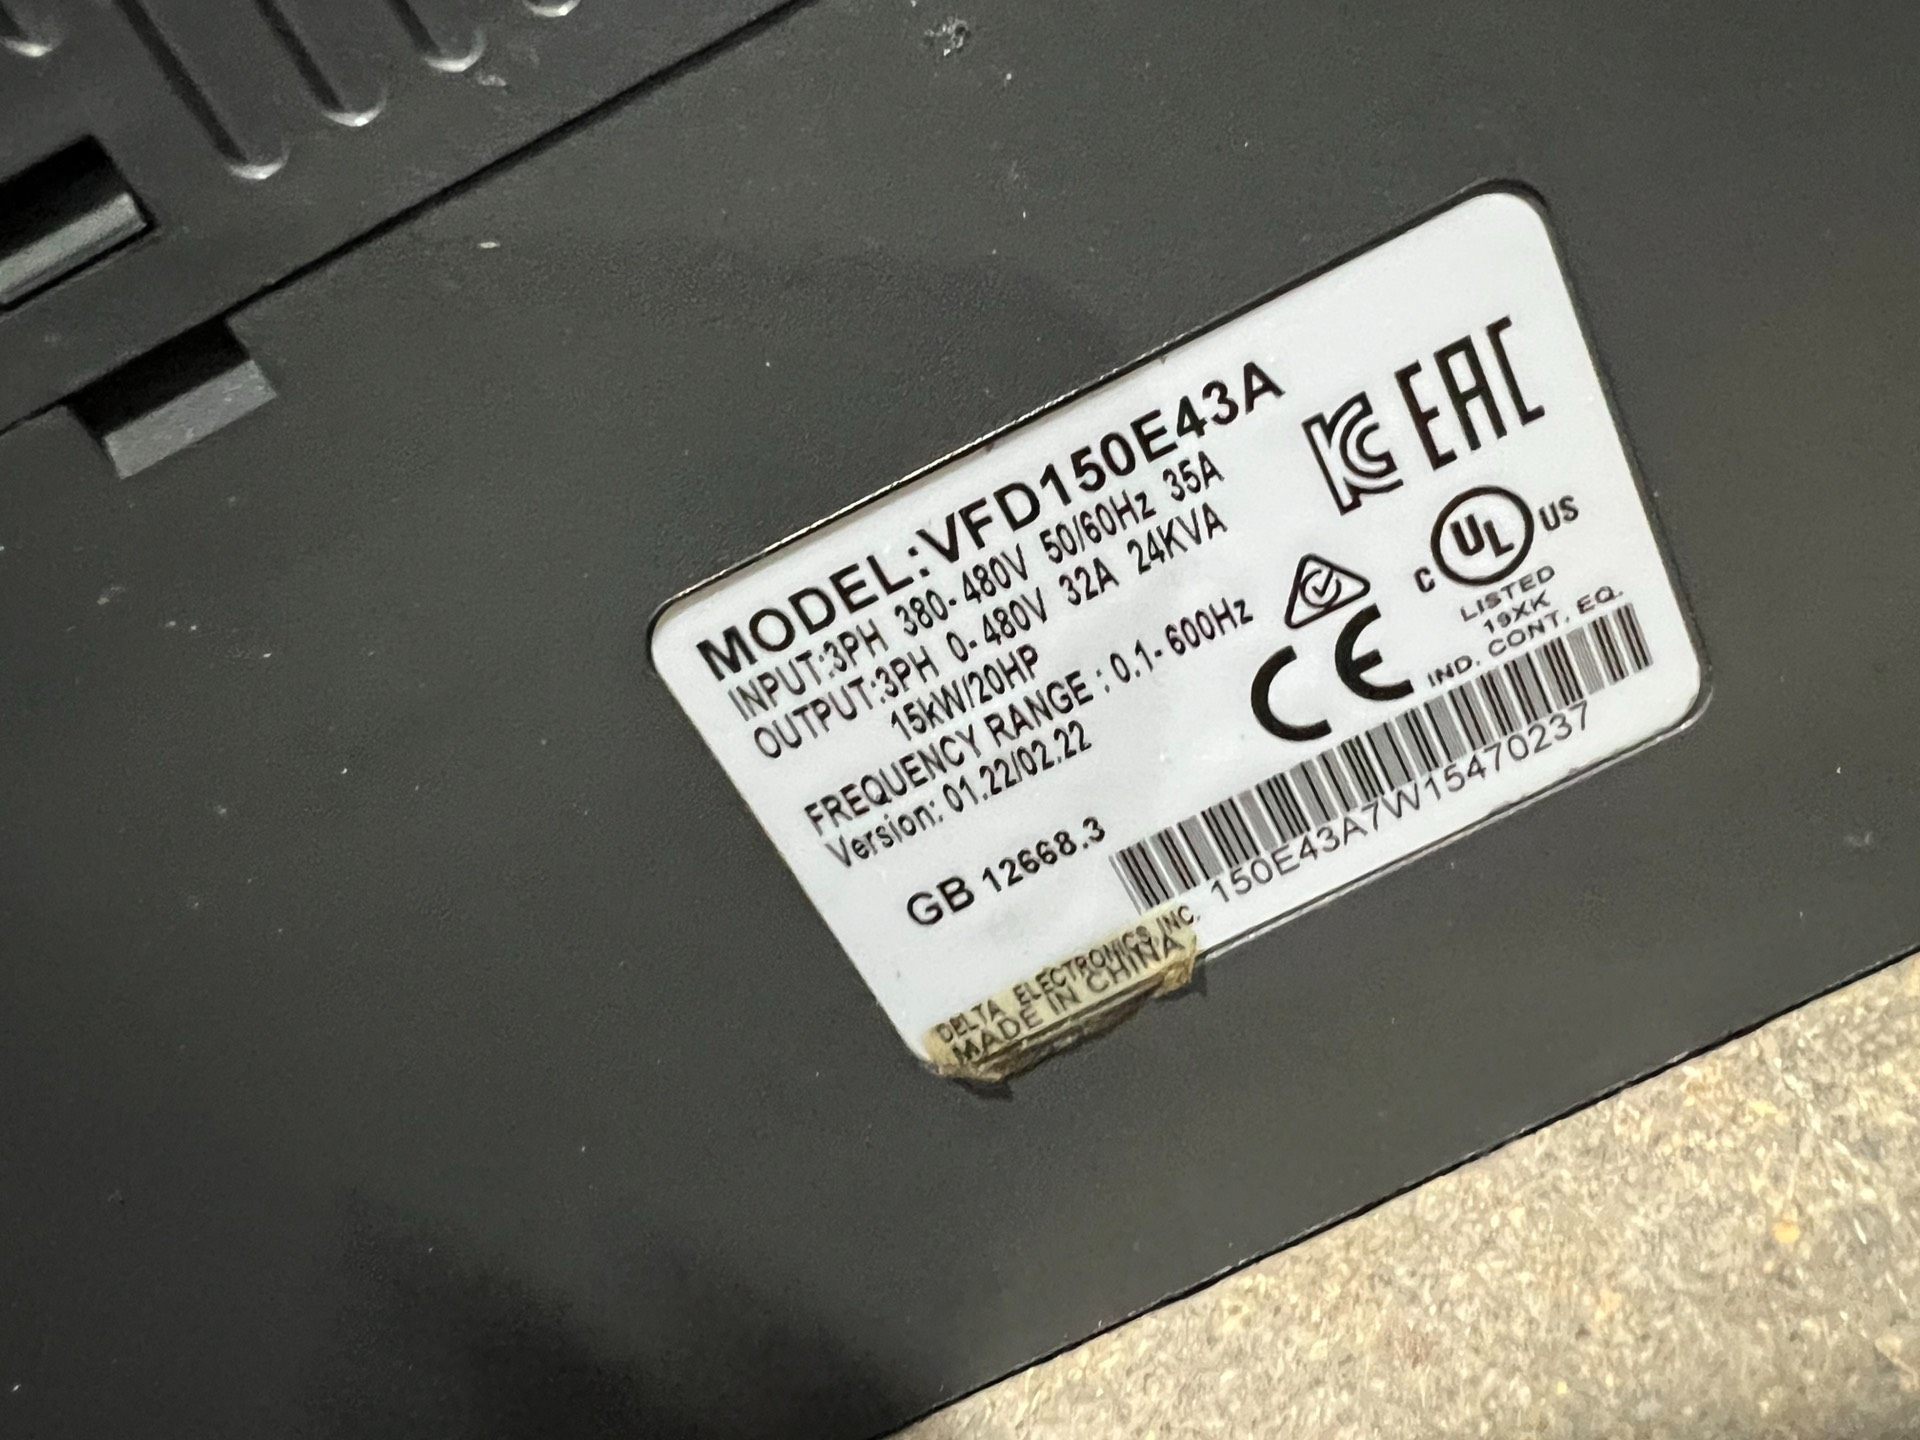 MODEL:VFD150E43A
INPUT:3PH 380-480V 50/60Hz 35A
OUTPUT:3PH 0-480V 32A 24KVA
15kW/20HP
FREQUENCY RANGE : 0.1-600Hz
Version: 01.22/02.22
GB 12668.3
EAC
C UL US
LISTED
19XK
IND. CONT. EQ.
CE
150E43A7W15470237
DELTA ELECTRONICS INC.
MADE IN CHINA